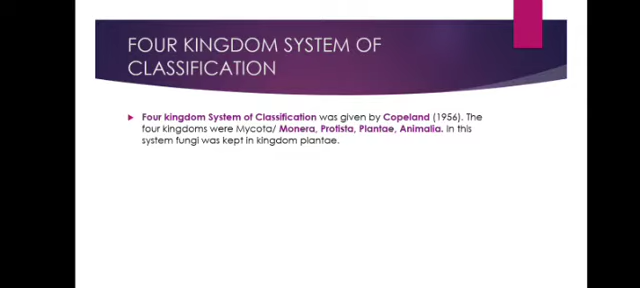 FOUR KINGDOM SYSTEM OF
CLASSIFICATION
Four kingdom System of Classification was given by Copeland (1956). The
four kingdoms were Mycota/ Monera, Protista, Plantae, Animalia. In this
system fungi was kept in kingdom plantae.